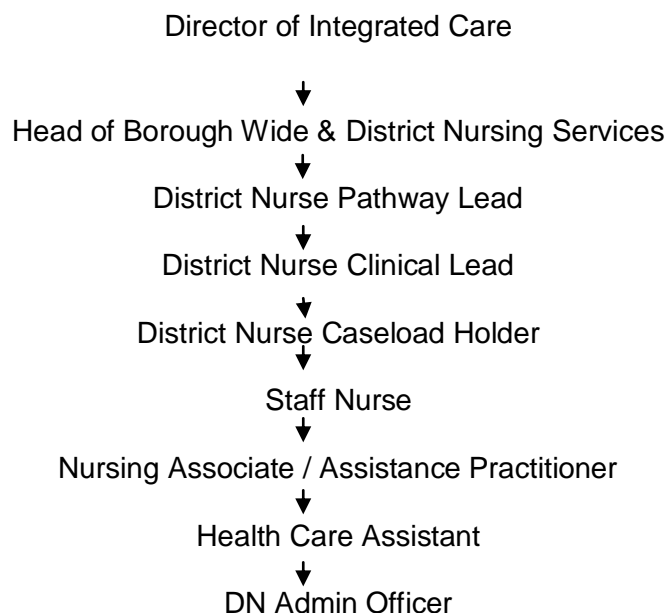 Director of Integrated Care
Head of Borough Wide & District Nursing Services
District Nurse Pathway Lead
District Nurse Clinical Lead
District Nurse Caseload Holder
Staff Nurse
Nursing Associate / Assistance Practitioner
Health Care Assistant
DN Admin Officer